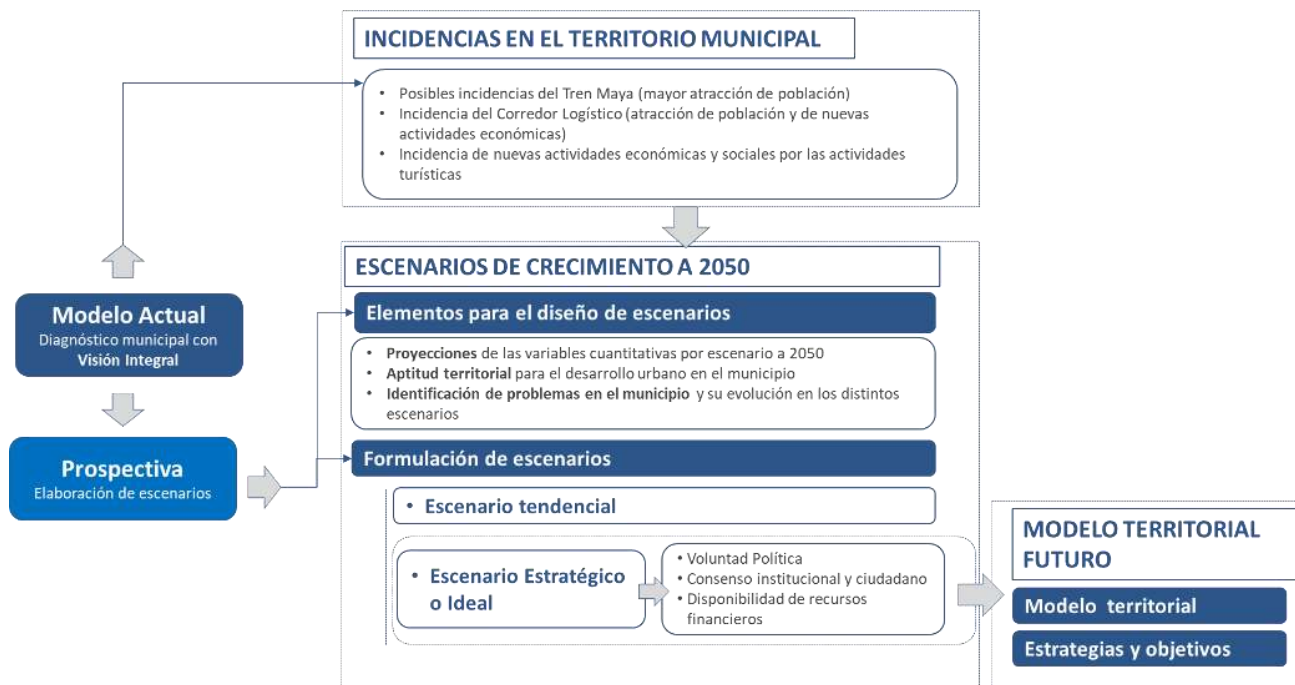 INCIDENCIAS EN EL TERRITORIO MUNICIPAL
• Posibles incidencias del Tren Maya (mayor atracción de población)
• Incidencia del Corredor Logístico (atracción de población y de nuevas
actividades económicas)
• Incidencia de nuevas actividades económicas y sociales por las actividades
turísticas
Modelo Actual
Diagnóstico municipal con
Visión Integral
Prospectiva
Elaboración de escenarios
ESCENARIOS DE CRECIMIENTO A 2050
Elementos para el diseño de escenarios
• Proyecciones de las variables cuantitativas por escenario a 2050
• Aptitud territorial para el desarrollo urbano en el municipio
• Identificación de problemas en el municipio y su evolución en los distintos
escenarios
Formulación de escenarios
• Escenario tendencial
• Escenario Estratégico
o Ideal
• Voluntad Política
• Consenso institucional y ciudadano
• Disponibilidad de recursos
financieros
MODELO TERRITORIAL
FUTURO
Modelo territorial
Estrategias y objetivos